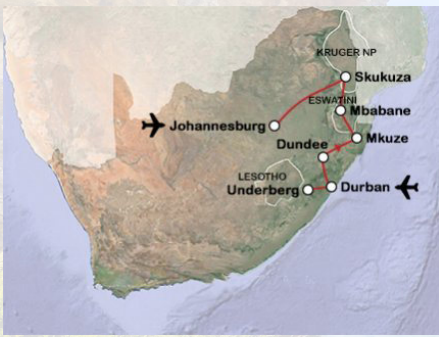 KRUGER NP
Skukuza
ESWATINI
Mbabane
Johannesburg
Mkuze
Dundee
LESOTHO
Underberg
Durban